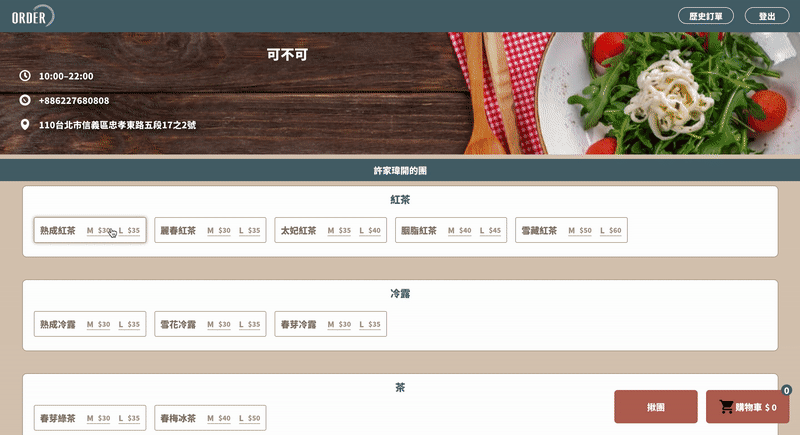 ORDER
歷史訂單
登出
可不可
10:00–22:00
+886227680808
110台北市信義區忠孝東路五段17之2號
許家瑋開的團
紅茶
熟成紅茶 M $30 L $35
麗春紅茶 M $30 L $35
太妃紅茶 M $35 L $40
胭脂紅茶 M $40 L $45
雪藏紅茶 M $50 L $60
冷露
熟成冷露 M $30 L $35
雪花冷露 M $30 L $35
春芽冷露 M $30 L $35
茶
春芽綠茶 M $30 L $35
春梅冰茶 M $40 L $50
揪團
0
購物車 $ 0